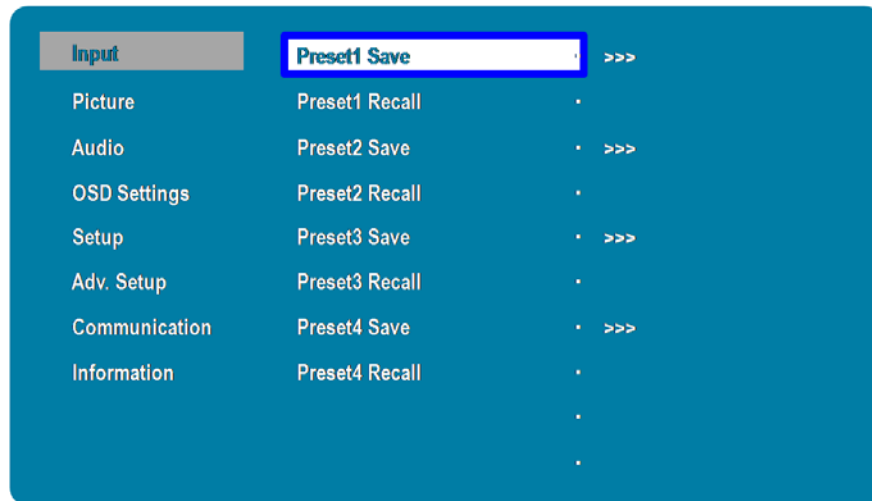 Input Preset1 Save · >>>
Picture Preset1 Recall ·
Audio Preset2 Save · >>>
OSD Settings Preset2 Recall ·
Setup Preset3 Save · >>>
Adv. Setup Preset3 Recall ·
Communication Preset4 Save · >>>
Information Preset4 Recall ·
·
·